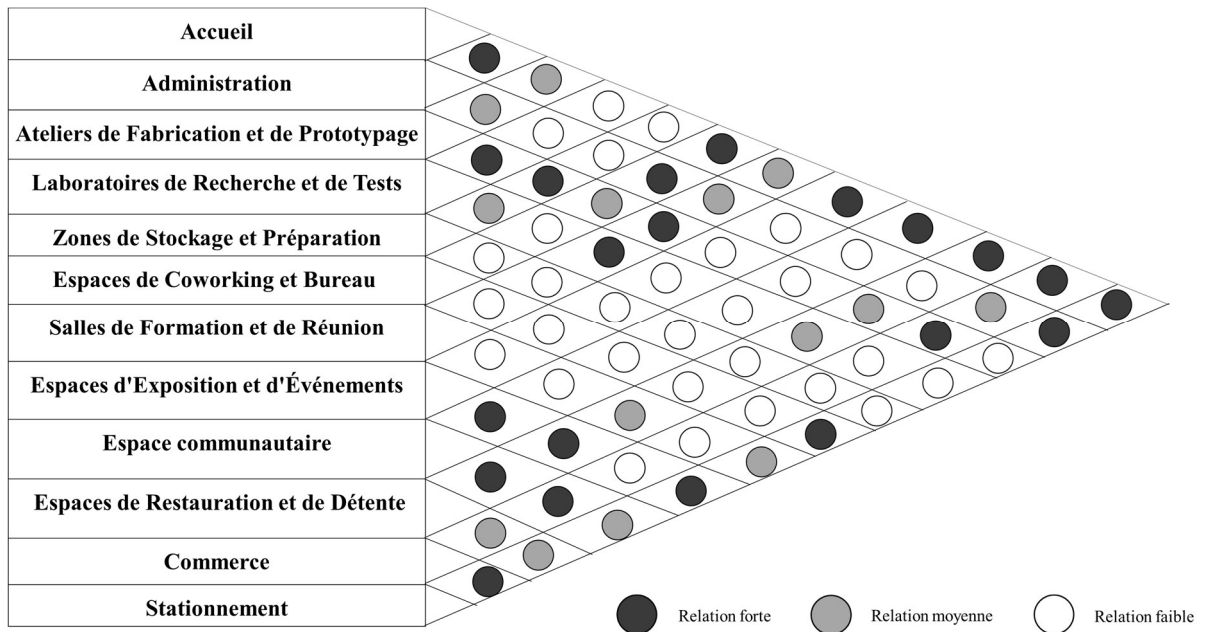 Accueil
Administration
Ateliers de Fabrication et de Prototypage
Laboratoires de Recherche et de Tests
Zones de Stockage et Préparation
Espaces de Coworking et Bureau
Salles de Formation et de Réunion
Espaces d'Exposition et d'Événements
Espace communautaire
Espaces de Restauration et de Détente
Commerce
Stationnement
Relation forte
Relation moyenne
Relation faible